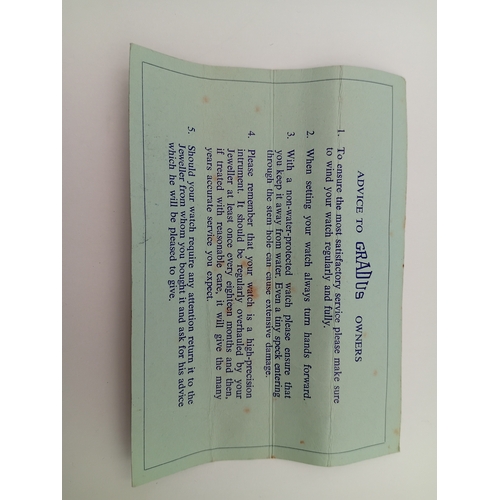 ADVICE TO GRADUS OWNERS
1. To ensure the most satisfactory service please make sure
to wind your watch regularly and fully.
2. When setting your watch always turn hands forward.
3. With a non-water-protected watch please ensure that
you keep it away from water. Even a tiny speck entering
through the stem hole can cause extensive damage.
4. Please remember that your watch is a high-precision
intrument. It should be regularly overhauled by your
Jeweller at least once every eighteen months and then,
if treated with reasonable care, it will give the many
years accurate service you expect.
5. Should your watch require any attention return it to the
Jeweller from whom you bought it and ask for his advice
which he will be pleased to give,